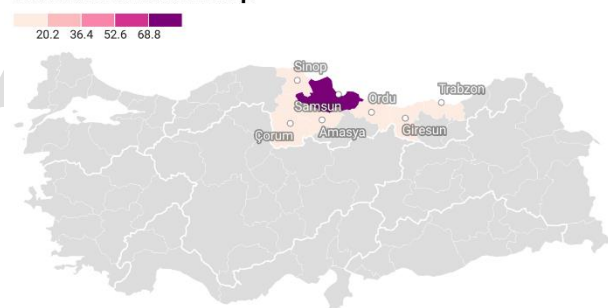 20.2 36.4 52.6 68.8
Sinop
Trabzon
Ordu
Samsun
Giresun
Çorum
Amasya